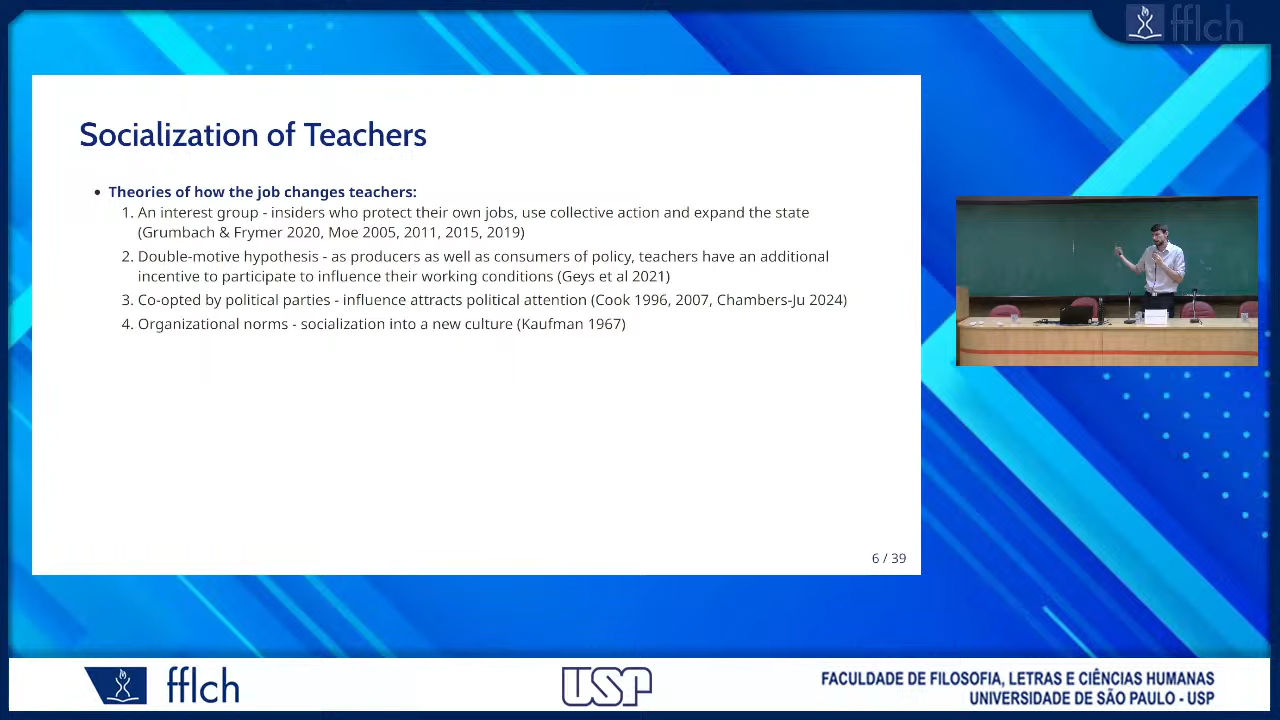 fflch
Socialization of Teachers
• Theories of how the job changes teachers:
1. An interest group - insiders who protect their own jobs, use collective action and expand the state
(Grumbach & Frymer 2020, Moe 2005, 2011, 2015, 2019)
2. Double-motive hypothesis - as producers as well as consumers of policy, teachers have an additional
incentive to participate to influence their working conditions (Geys et al 2021)
3. Co-opted by political parties - influence attracts political attention (Cook 1996, 2007, Chambers-Ju 2024)
4. Organizational norms - socialization into a new culture (Kaufman 1967)
6 / 39
fflch
USP
FACULDADE DE FILOSOFIA, LETRAS E CIÊNCIAS HUMANAS
UNIVERSIDADE DE SÃO PAULO - USP